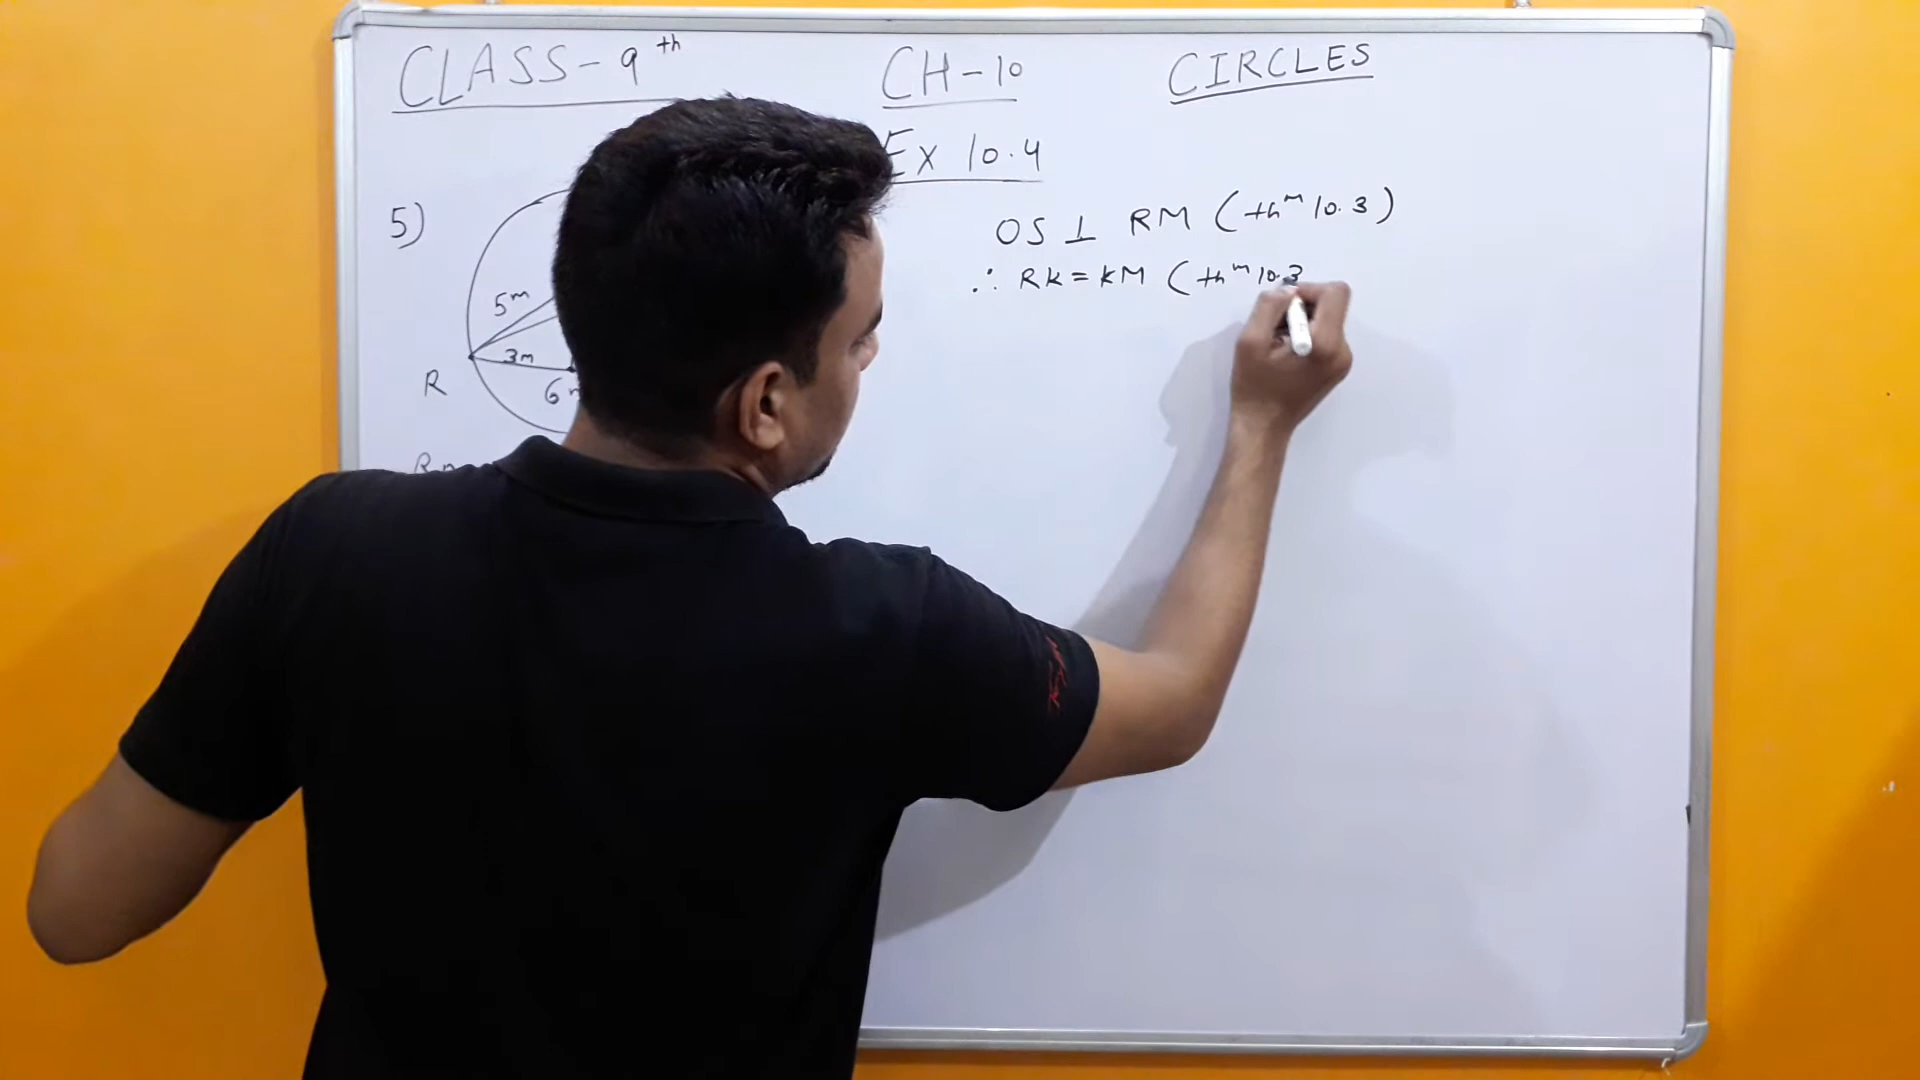 CLASS-9th CH-10 CIRCLES
Ex 10.4
5)
OS ⊥ RM (thm 10.3)
∴ RK = KM (thm 10.3
5m
3m
R
6